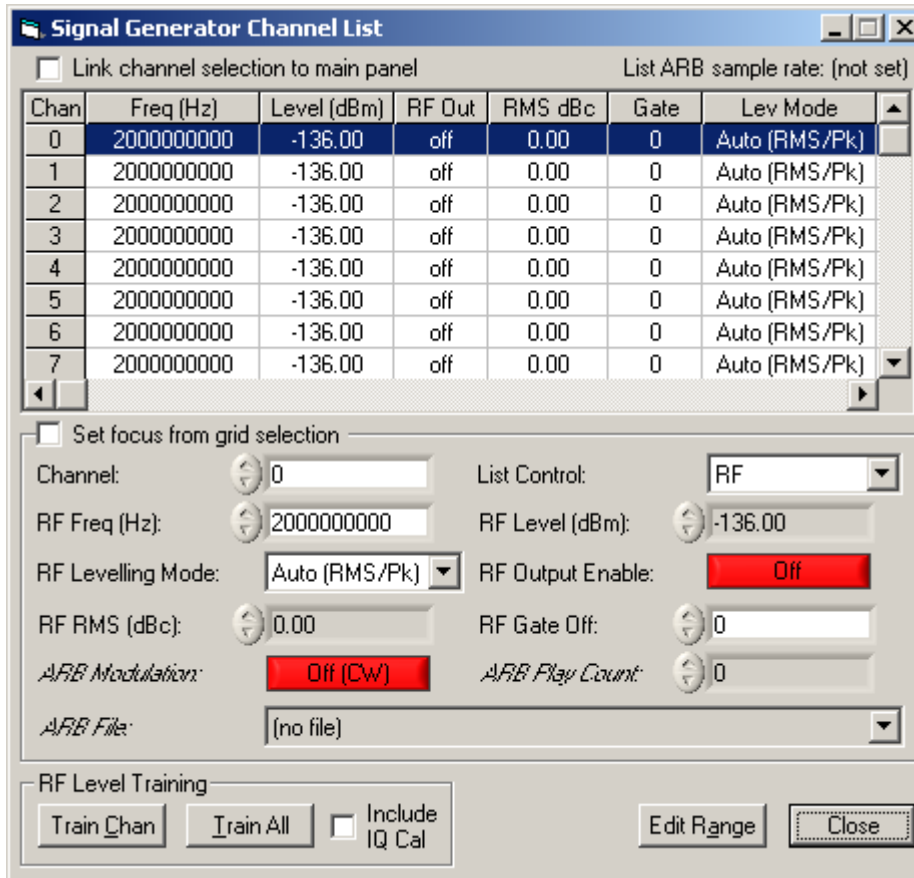 Signal Generator Channel List
Link channel selection to main panel List ARB sample rate: (not set)
Chan Freq (Hz) Level (dBm) RF Out RMS dBc Gate Lev Mode
0 2000000000 -136.00 off 0.00 0 Auto (RMS/Pk)
1 2000000000 -136.00 off 0.00 0 Auto (RMS/Pk)
2 2000000000 -136.00 off 0.00 0 Auto (RMS/Pk)
3 2000000000 -136.00 off 0.00 0 Auto (RMS/Pk)
4 2000000000 -136.00 off 0.00 0 Auto (RMS/Pk)
5 2000000000 -136.00 off 0.00 0 Auto (RMS/Pk)
6 2000000000 -136.00 off 0.00 0 Auto (RMS/Pk)
7 2000000000 -136.00 off 0.00 0 Auto (RMS/Pk)
Set focus from grid selection
Channel: 0 List Control: RF
RF Freq (Hz): 2000000000 RF Level (dBm): -136.00
RF Levelling Mode: Auto (RMS/Pk) RF Output Enable: Off
RF RMS (dBc): 0.00 RF Gate Off: 0
ARB Modulation: Off (CW) ARB Play Count: 0
ARB File: (no file)
RF Level Training
Train Chan Train All Include IQ Cal Edit Range Close